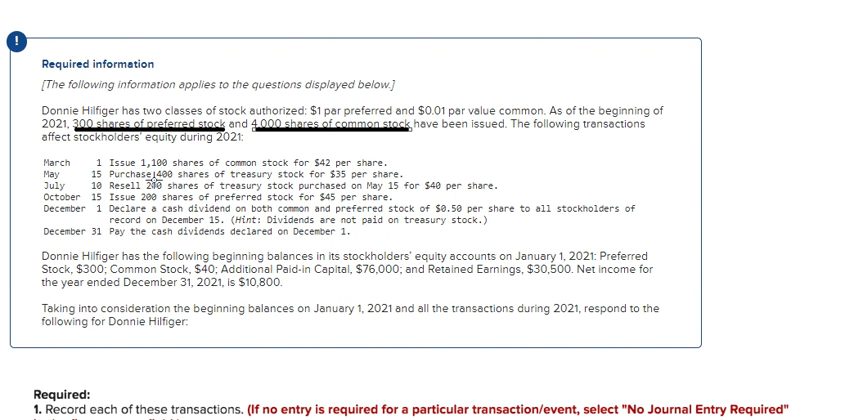 !
Required information
[The following information applies to the questions displayed below.]
Donnie Hilfiger has two classes of stock authorized: $1 par preferred and $0.01 par value common. As of the beginning of
2021, 300 shares of preferred stock and 4,000 shares of common stock have been issued. The following transactions
affect stockholders' equity during 2021:
March 1 Issue 1,100 shares of common stock for $42 per share.
May 15 Purchase 400 shares of treasury stock for $35 per share.
July 10 Resell 200 shares of treasury stock purchased on May 15 for $40 per share.
October 15 Issue 200 shares of preferred stock for $45 per share.
December 1 Declare a cash dividend on both common and preferred stock of $0.50 per share to all stockholders of
record on December 15. (Hint: Dividends are not paid on treasury stock.)
December 31 Pay the cash dividends declared on December 1.
Donnie Hilfiger has the following beginning balances in its stockholders' equity accounts on January 1, 2021: Preferred
Stock, $300; Common Stock, $40; Additional Paid-in Capital, $76,000; and Retained Earnings, $30,500. Net income for
the year ended December 31, 2021, is $10,800.
Taking into consideration the beginning balances on January 1, 2021 and all the transactions during 2021, respond to the
following for Donnie Hilfiger:
Required:
1. Record each of these transactions. (If no entry is required for a particular transaction/event, select "No Journal Entry Required"